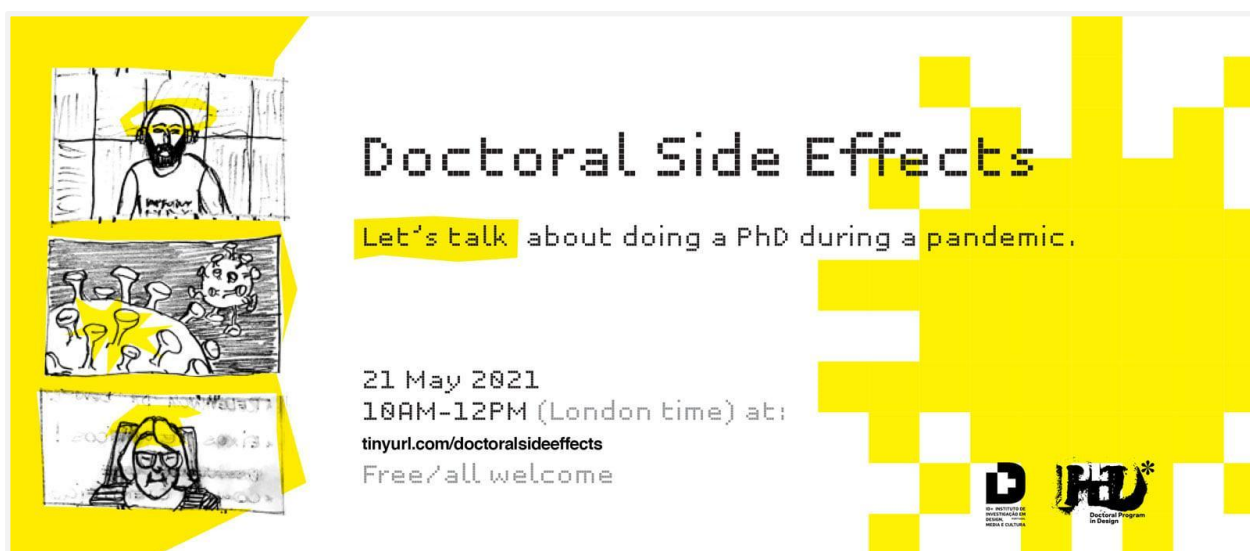 Doctoral Side Effects
Let's talk about doing a PhD during a pandemic.
21 May 2021
10AM-12PM (London time) at:
tinyurl.com/doctoralsideeffects
Free/all welcome
ID+ INSTITUTO DE
INVESTIGAÇÃO EM
DESIGN,
MEDIA E CULTURA
PhD*
Doctoral Program
in Design